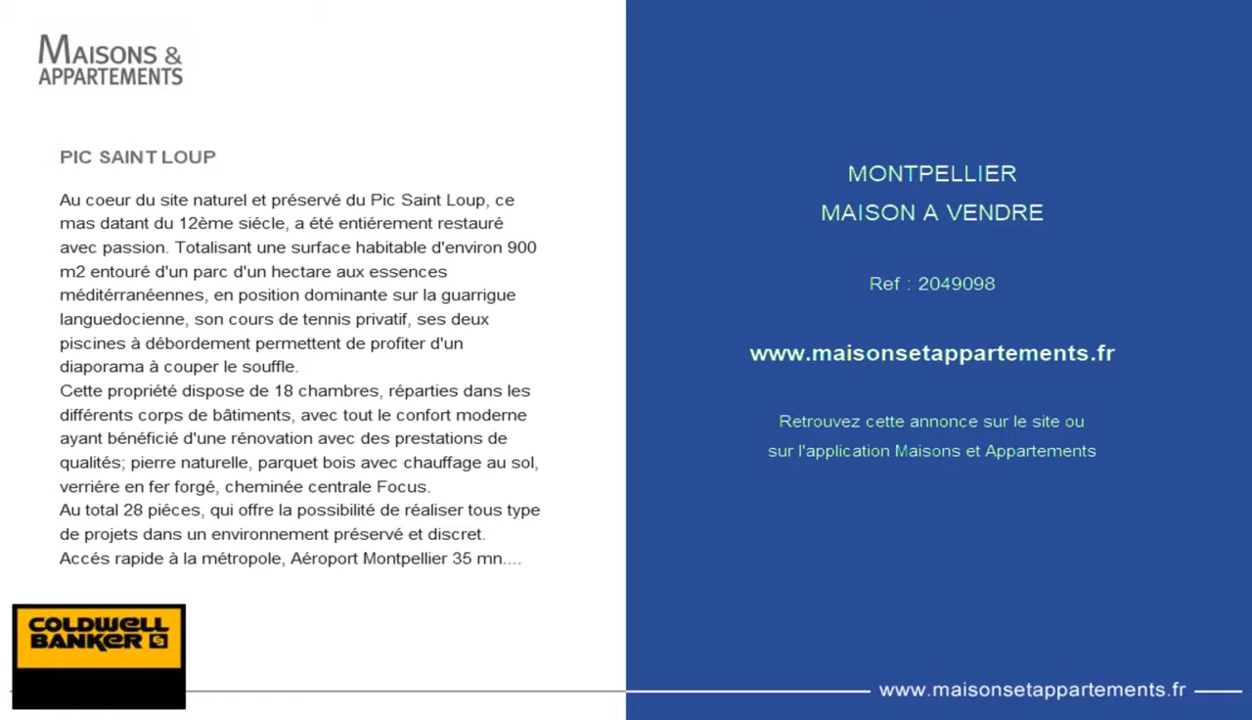 MAISONS &
APPARTEMENTS
PIC SAINT LOUP
Au coeur du site naturel et préservé du Pic Saint Loup, ce
mas datant du 12ème siécle, a été entiérement restauré
avec passion. Totalisant une surface habitable d'environ 900
m2 entouré d'un parc d'un hectare aux essences
méditérranéennes, en position dominante sur la guarrigue
languedocienne, son cours de tennis privatif, ses deux
piscines à débordement permettent de profiter d'un
diaporama à couper le souffle.
Cette propriété dispose de 18 chambres, réparties dans les
différents corps de bâtiments, avec tout le confort moderne
ayant bénéficié d'une rénovation avec des prestations de
qualités; pierre naturelle, parquet bois avec chauffage au sol,
verriére en fer forgé, cheminée centrale Focus.
Au total 28 piéces, qui offre la possibilité de réaliser tous type
de projets dans un environnement préservé et discret.
Accés rapide à la métropole, Aéroport Montpellier 35 mn....
COLDWELL
BANKER
MONTPELLIER
MAISON A VENDRE
Ref : 2049098
www.maisonsetappartements.fr
Retrouvez cette annonce sur le site ou
sur l'application Maisons et Appartements
www.maisonsetappartements.fr